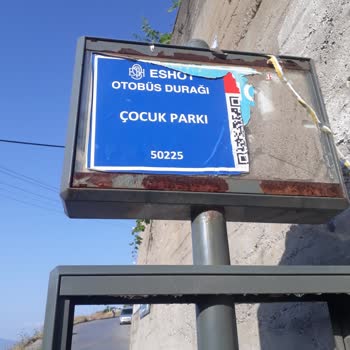 ESHOT
OTOBÜS DURAĞI
ÇOCUK PARKI
50225